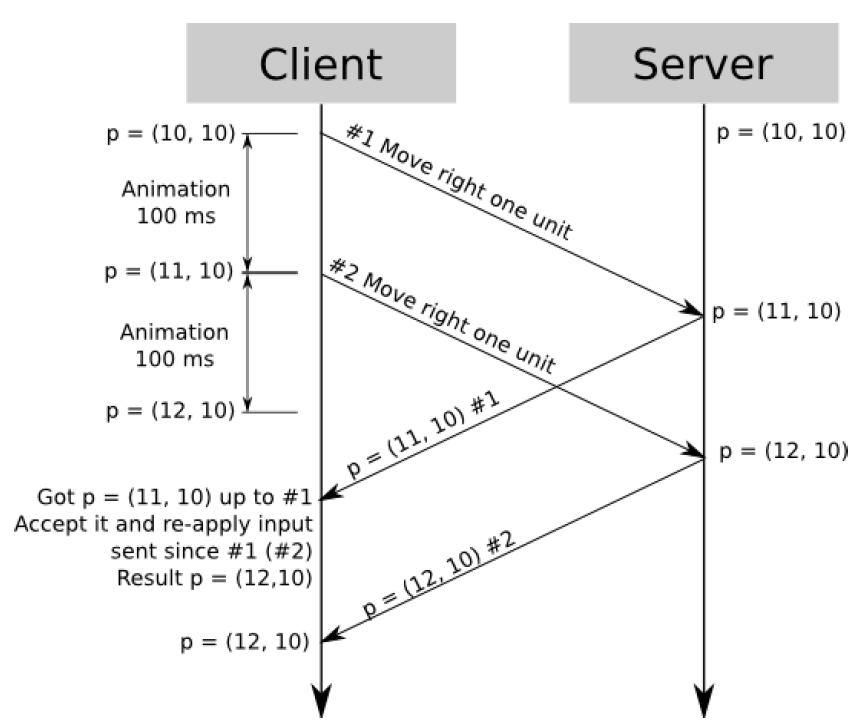 Client
Server
p = (10, 10)
#1 Move right one unit
p = (10, 10)
Animation
100 ms
p = (11, 10)
#2 Move right one unit
p = (11, 10)
Animation
100 ms
p = (12, 10)
p = (11, 10) #1
p = (12, 10)
Got p = (11, 10) up to #1
Accept it and re-apply input
sent since #1 (#2)
Result p = (12,10)
p = (12, 10) #2
p = (12, 10)